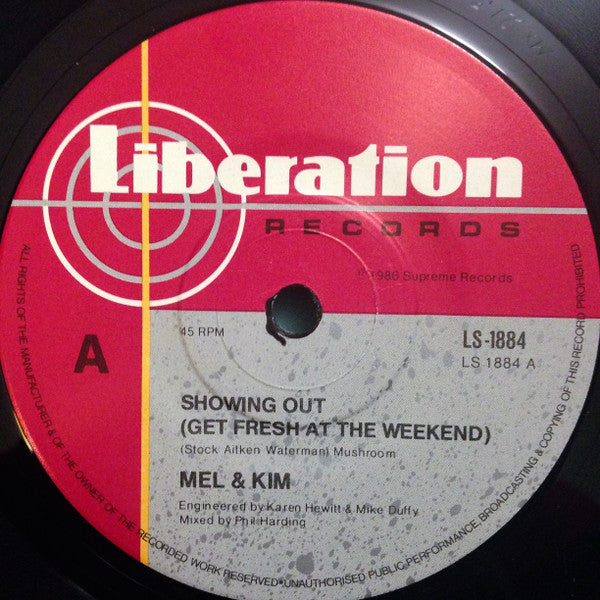 Liberation
RECORDS
℗ 1986 Supreme Records
45 RPM
LS-1884
LS 1884 A
A
SHOWING OUT
(GET FRESH AT THE WEEKEND)
(Stock Aitken Waterman) Mushroom
MEL & KIM
Engineered by Karen Hewitt & Mike Duffy
Mixed by Phil Harding
ALL RIGHTS OF THE MANUFACTURER & OF THE OWNER OF THE RECORDED WORK RESERVED•UNAUTHORISED PUBLIC PERFORMANCE, BROADCASTING & COPYING OF THIS RECORD PROHIBITED